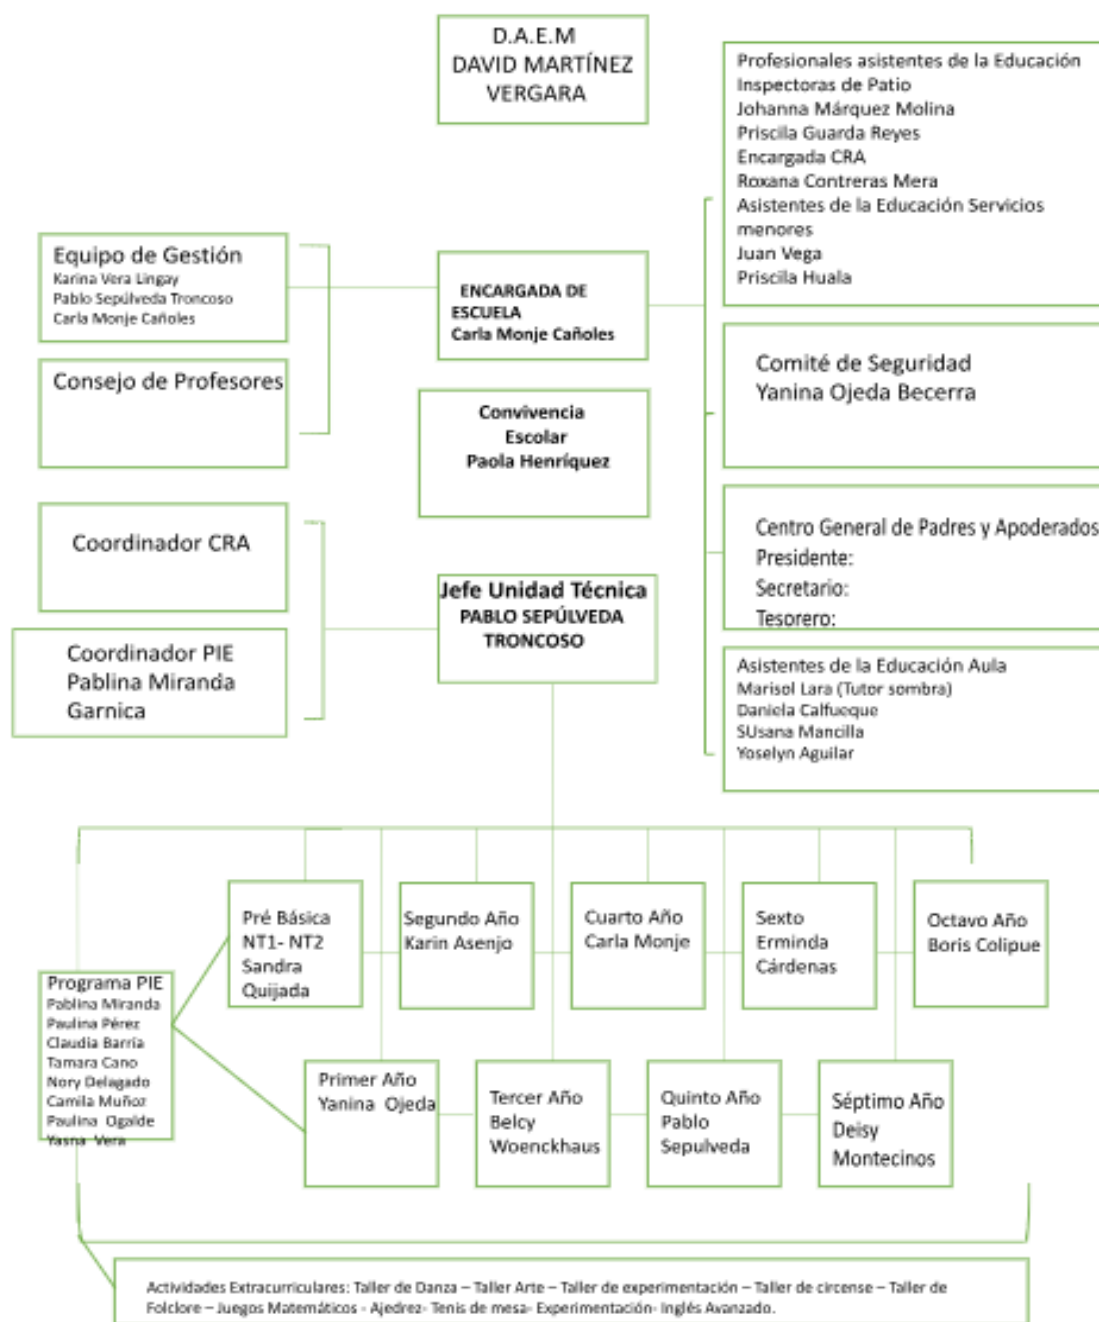 D.A.E.M
DAVID MARTÍNEZ
VERGARA
Profesionales asistentes de la Educación
Inspectoras de Patio
Johanna Márquez Molina
Priscila Guarda Reyes
Encargada CRA
Roxana Contreras Mera
Asistentes de la Educación Servicios
menores
Juan Vega
Priscila Huala
Equipo de Gestión
Karina Vera Lingay
Pablo Sepúlveda Troncoso
Carla Monje Cañoles
ENCARGADA DE
ESCUELA
Carla Monje Cañoles
Consejo de Profesores
Comité de Seguridad
Yanina Ojeda Becerra
Convivencia
Escolar
Paola Henríquez
Coordinador CRA
Centro General de Padres y Apoderados
Presidente:
Secretario:
Tesorero:
Jefe Unidad Técnica
PABLO SEPÚLVEDA
TRONCOSO
Coordinador PIE
Pablina Miranda
Garnica
Asistentes de la Educación Aula
Marisol Lara (Tutor sombra)
Daniela Calfueque
SUsana Mancilla
Yoselyn Aguilar
Pré Básica
NT1- NT2
Sandra
Quijada
Segundo Año
Karin Asenjo
Cuarto Año
Carla Monje
Sexto
Erminda
Cárdenas
Octavo Año
Boris Colipue
Programa PIE
Pablina Miranda
Paulina Pérez
Claudia Barría
Tamara Cano
Nory Delagado
Camila Muñoz
Paulina Ogalde
Yasna Vera
Primer Año
Yanina Ojeda
Tercer Año
Belcy
Woenckhaus
Quinto Año
Pablo
Sepulveda
Séptimo Año
Deisy
Montecinos
Actividades Extracurriculares: Taller de Danza – Taller Arte – Taller de experimentación – Taller de circense – Taller de
Folclore – Juegos Matemáticos - Ajedrez- Tenis de mesa- Experimentación- Inglés Avanzado.